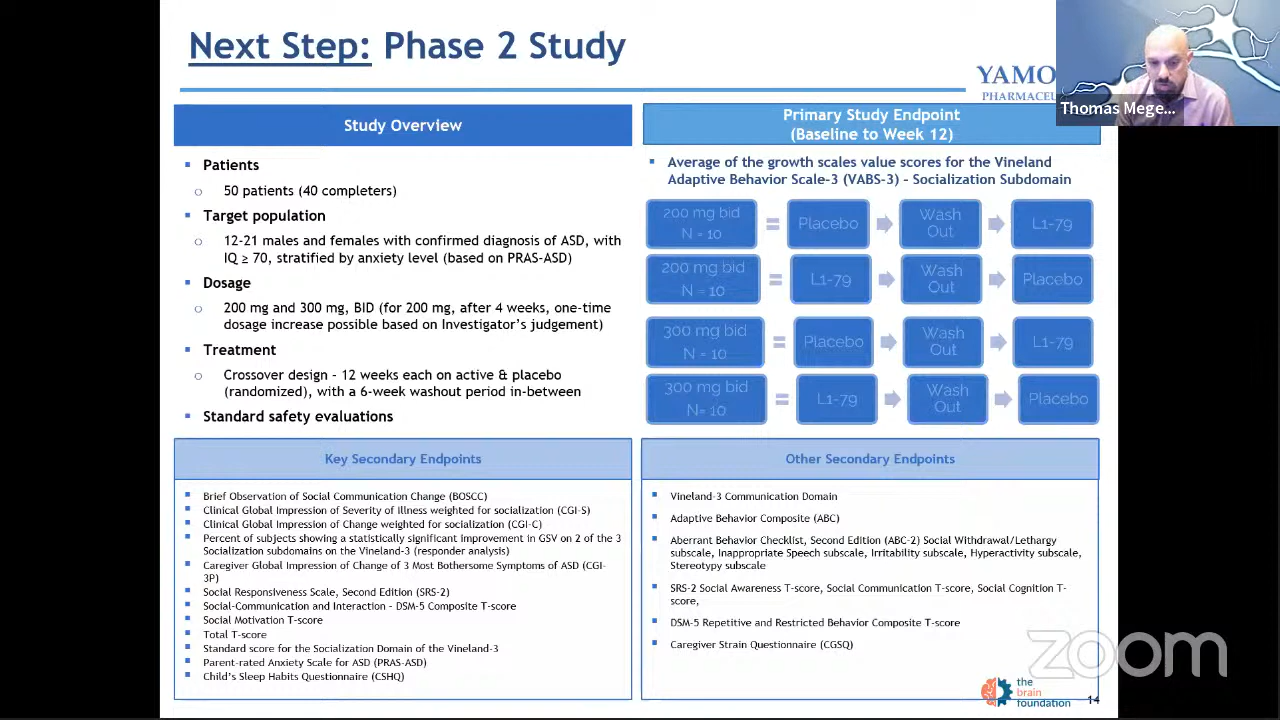 Next Step: Phase 2 Study
YAMO
PHARMACEU
Thomas Mege...
Study Overview
Patients
50 patients (40 completers)
Target population
12-21 males and females with confirmed diagnosis of ASD, with
IQ ≥ 70, stratified by anxiety level (based on PRAS-ASD)
Dosage
200 mg and 300 mg, BID (for 200 mg, after 4 weeks, one-time
dosage increase possible based on Investigator's judgement)
Treatment
Crossover design – 12 weeks each on active & placebo
(randomized), with a 6-week washout period in-between
Standard safety evaluations
Primary Study Endpoint
(Baseline to Week 12)
Average of the growth scales value scores for the Vineland
Adaptive Behavior Scale-3 (VABS-3) – Socialization Subdomain
200 mg bid
N = 10
=
Placebo
Wash
Out
L1-79
200 mg bid
N = 10
=
L1-79
Wash
Out
Placebo
300 mg bid
N = 10
=
Placebo
Wash
Out
L1-79
300 mg bid
N= 10
=
L1-79
Wash
Out
Placebo
Key Secondary Endpoints
Brief Observation of Social Communication Change (BOSCC)
Clinical Global Impression of Severity of Illness weighted for socialization (CGI-S)
Clinical Global Impression of Change weighted for socialization (CGI-C)
Percent of subjects showing a statistically significant improvement in GSV on 2 of the 3
Socialization subdomains on the Vineland-3 (responder analysis)
Caregiver Global Impression of Change of 3 Most Bothersome Symptoms of ASD (CGI-
3P)
Social Responsiveness Scale, Second Edition (SRS-2)
Social-Communication and Interaction – DSM-5 Composite T-score
Social Motivation T-score
Total T-score
Standard score for the Socialization Domain of the Vineland-3
Parent-rated Anxiety Scale for ASD (PRAS-ASD)
Child's Sleep Habits Questionnaire (CSHQ)
Other Secondary Endpoints
Vineland-3 Communication Domain
Adaptive Behavior Composite (ABC)
Aberrant Behavior Checklist, Second Edition (ABC-2) Social Withdrawal/Lethargy
subscale, Inappropriate Speech subscale, Irritability subscale, Hyperactivity subscale,
Stereotypy subscale
SRS-2 Social Awareness T-score, Social Communication T-score, Social Cognition T-
score,
DSM-5 Repetitive and Restricted Behavior Composite T-score
Caregiver Strain Questionnaire (CGSQ)
zoom
the
brain
foundation
14